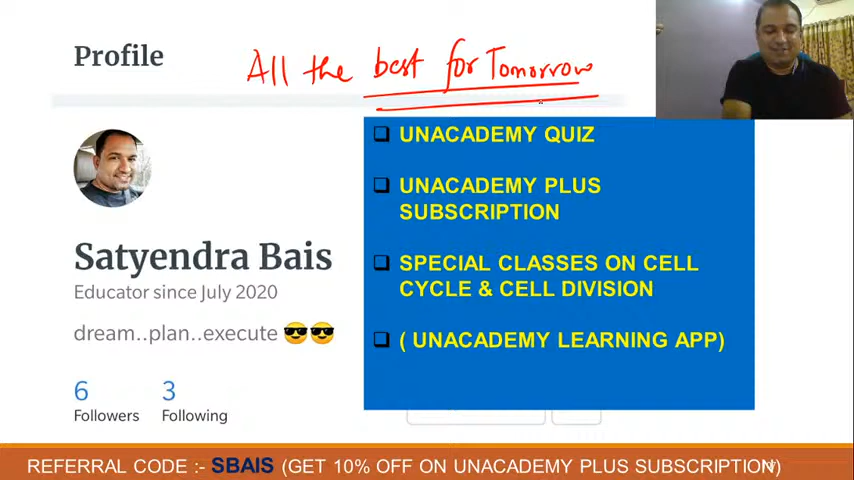 Profile
All the best for Tomorrow
Satyendra Bais
Educator since July 2020
dream..plan..execute 😎😎
6 3
Followers Following
UNACADEMY QUIZ
UNACADEMY PLUS
SUBSCRIPTION
SPECIAL CLASSES ON CELL
CYCLE & CELL DIVISION
( UNACADEMY LEARNING APP)
REFERRAL CODE :- SBAIS (GET 10% OFF ON UNACADEMY PLUS SUBSCRIPTION)